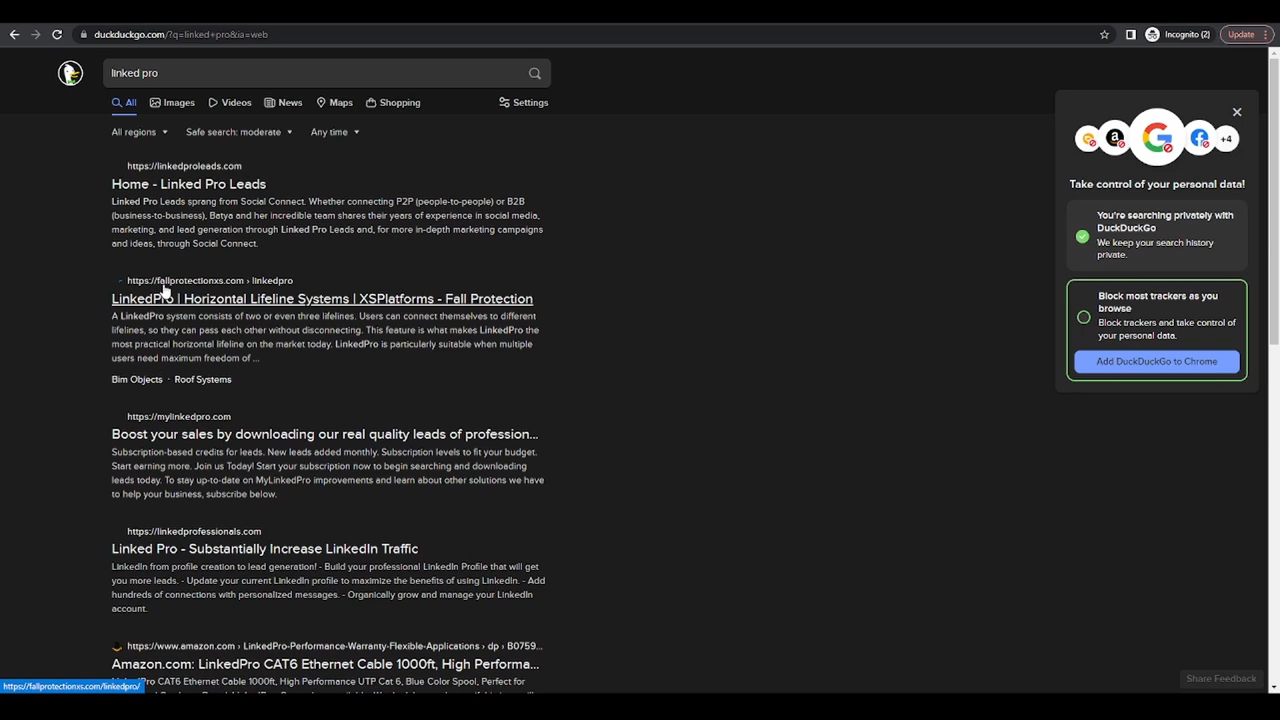 duckduckgo.com/?q=linked+pro&ia=web
Incognito (2)
Update
linked pro
All
Images
Videos
News
Maps
Shopping
Settings
All regions
Safe search: moderate
Any time
https://linkedproleads.com
Home - Linked Pro Leads
Linked Pro Leads sprang from Social Connect. Whether connecting P2P (people-to-people) or B2B
(business-to-business), Batya and her incredible team shares their years of experience in social media,
marketing, and lead generation through Linked Pro Leads and, for more in-depth marketing campaigns
and ideas, through Social Connect.
https://fallprotectionxs.com › linkedpro
LinkedPro | Horizontal Lifeline Systems | XSPlatforms - Fall Protection
A LinkedPro system consists of two or even three lifelines. Users can connect themselves to different
lifelines, so they can pass each other without disconnecting. This feature is what makes LinkedPro the
most practical horizontal lifeline on the market today. LinkedPro is particularly suitable when multiple
users need maximum freedom of ...
Bim Objects · Roof Systems
https://mylinkedpro.com
Boost your sales by downloading our real quality leads of profession...
Subscription-based credits for leads. New leads added monthly. Subscription levels to fit your budget.
Start earning more. Join us Today! Start your subscription now to begin searching and downloading
leads today. To stay up-to-date on MyLinkedPro improvements and learn about other solutions we have
to help your business, subscribe below.
https://linkedprofessionals.com
Linked Pro - Substantially Increase LinkedIn Traffic
LinkedIn from profile creation to lead generation! - Build your professional LinkedIn Profile that will get
you more leads. - Update your current LinkedIn profile to maximize the benefits of using LinkedIn. - Add
hundreds of connections with personalized messages. - Organically grow and manage your LinkedIn
account.
https://www.amazon.com › LinkedPro-Performance-Warranty-Flexible-Applications › dp › B0759...
Amazon.com: LinkedPro CAT6 Ethernet Cable 1000ft, High Performa...
LinkedPro CAT6 Ethernet Cable 1000ft, High Performance UTP Cat 6, Blue Color Spool, Perfect for
https://fallprotectionxs.com/linkedpro/
+4
Take control of your personal data!
You're searching privately with
DuckDuckGo
We keep your search history
private.
Block most trackers as you
browse
Block trackers and take control of
your personal data.
Add DuckDuckGo to Chrome
Share Feedback